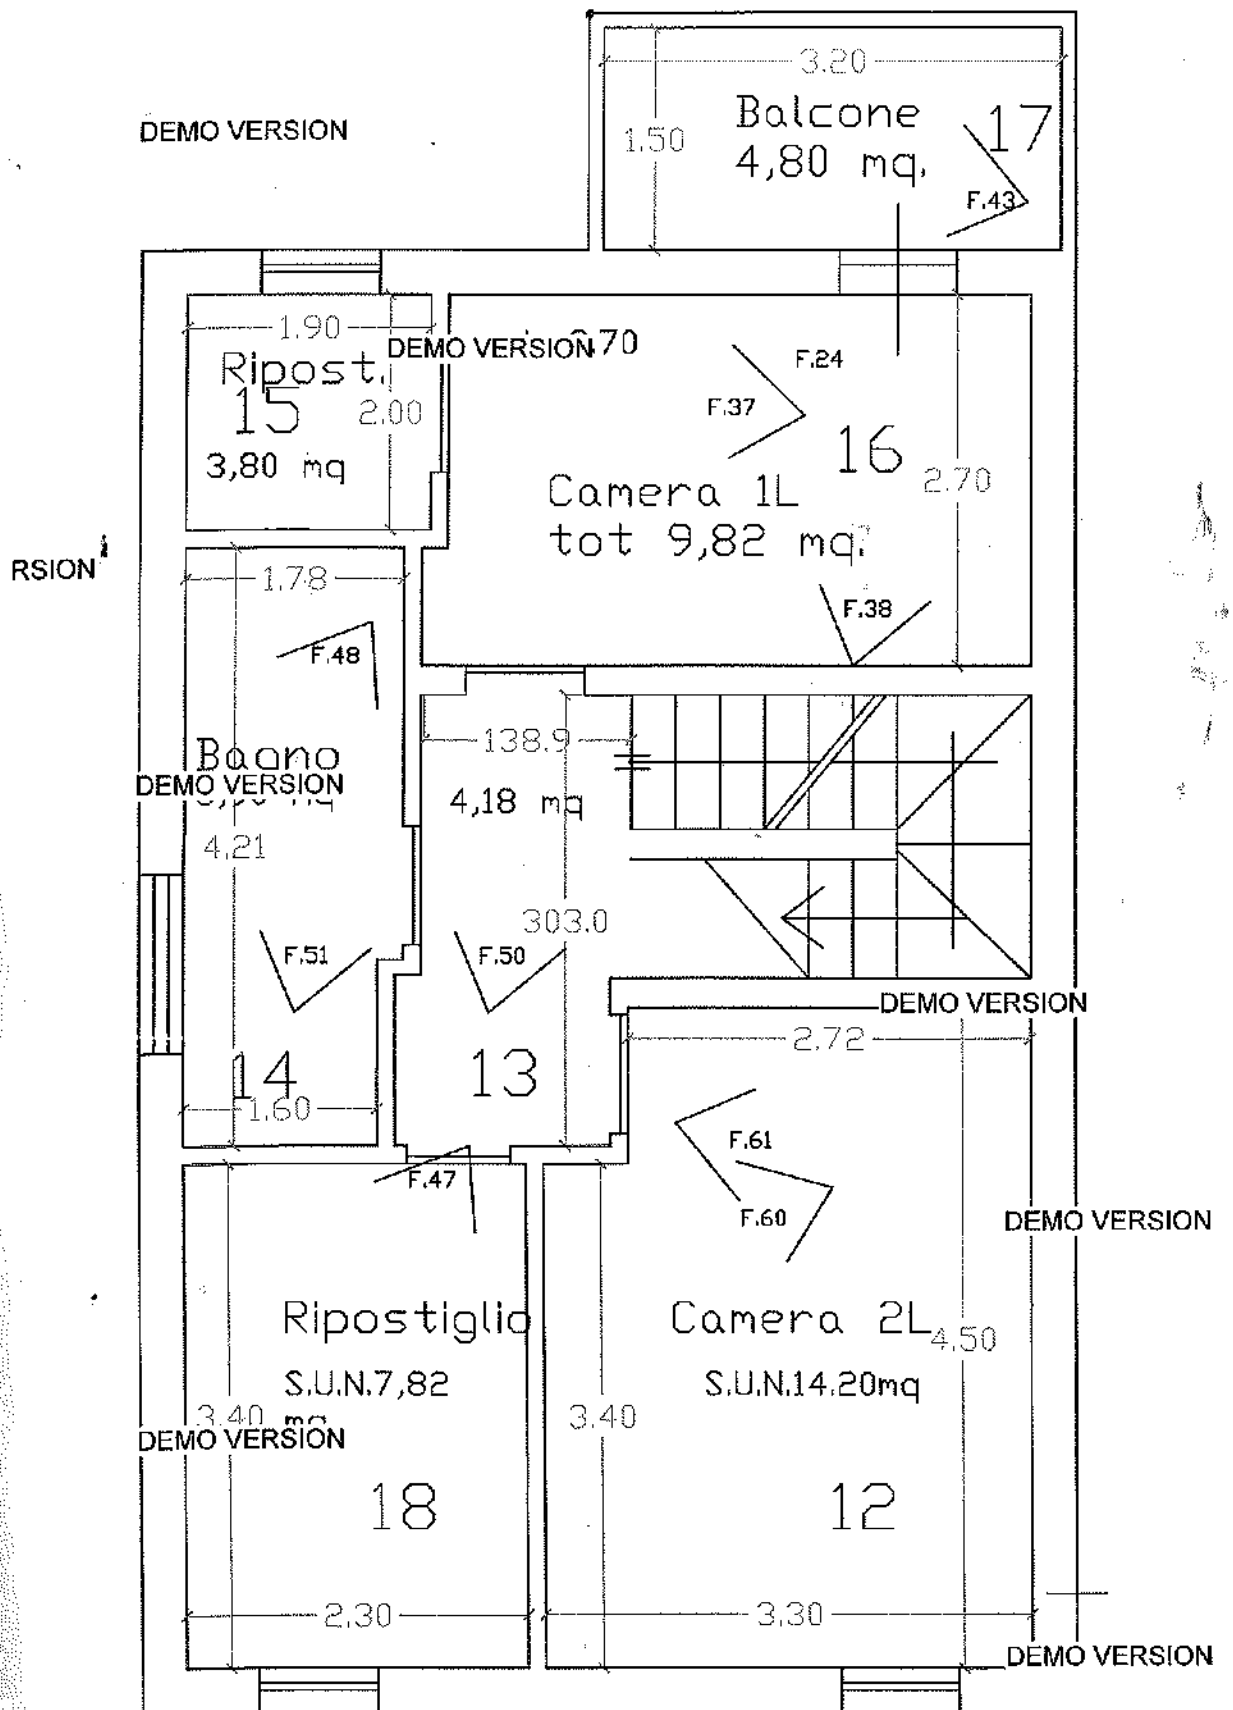 3.20
Balcone 17
1.50
4,80 mq.
F.43
DEMO VERSION
1.90
DEMO VERSION
70
Ripost.
F.24
15
2.00
F.37
3,80 mq
16
2.70
Camera 1L
tot 9,82 mq.
RSION
1.78
F.38
F.48
138.9
Bagno
DEMO VERSION
4,18 mq
4.21
303.0
F.51
F.50
DEMO VERSION
2.72
14
13
1.60
F.61
F.47
F.60
DEMO VERSION
Ripostiglio
Camera 2L
4.50
S.U.N.7,82
mq
S.U.N.14.20mq
3.40
3.40
DEMO VERSION
18
12
2.30
3.30
DEMO VERSION